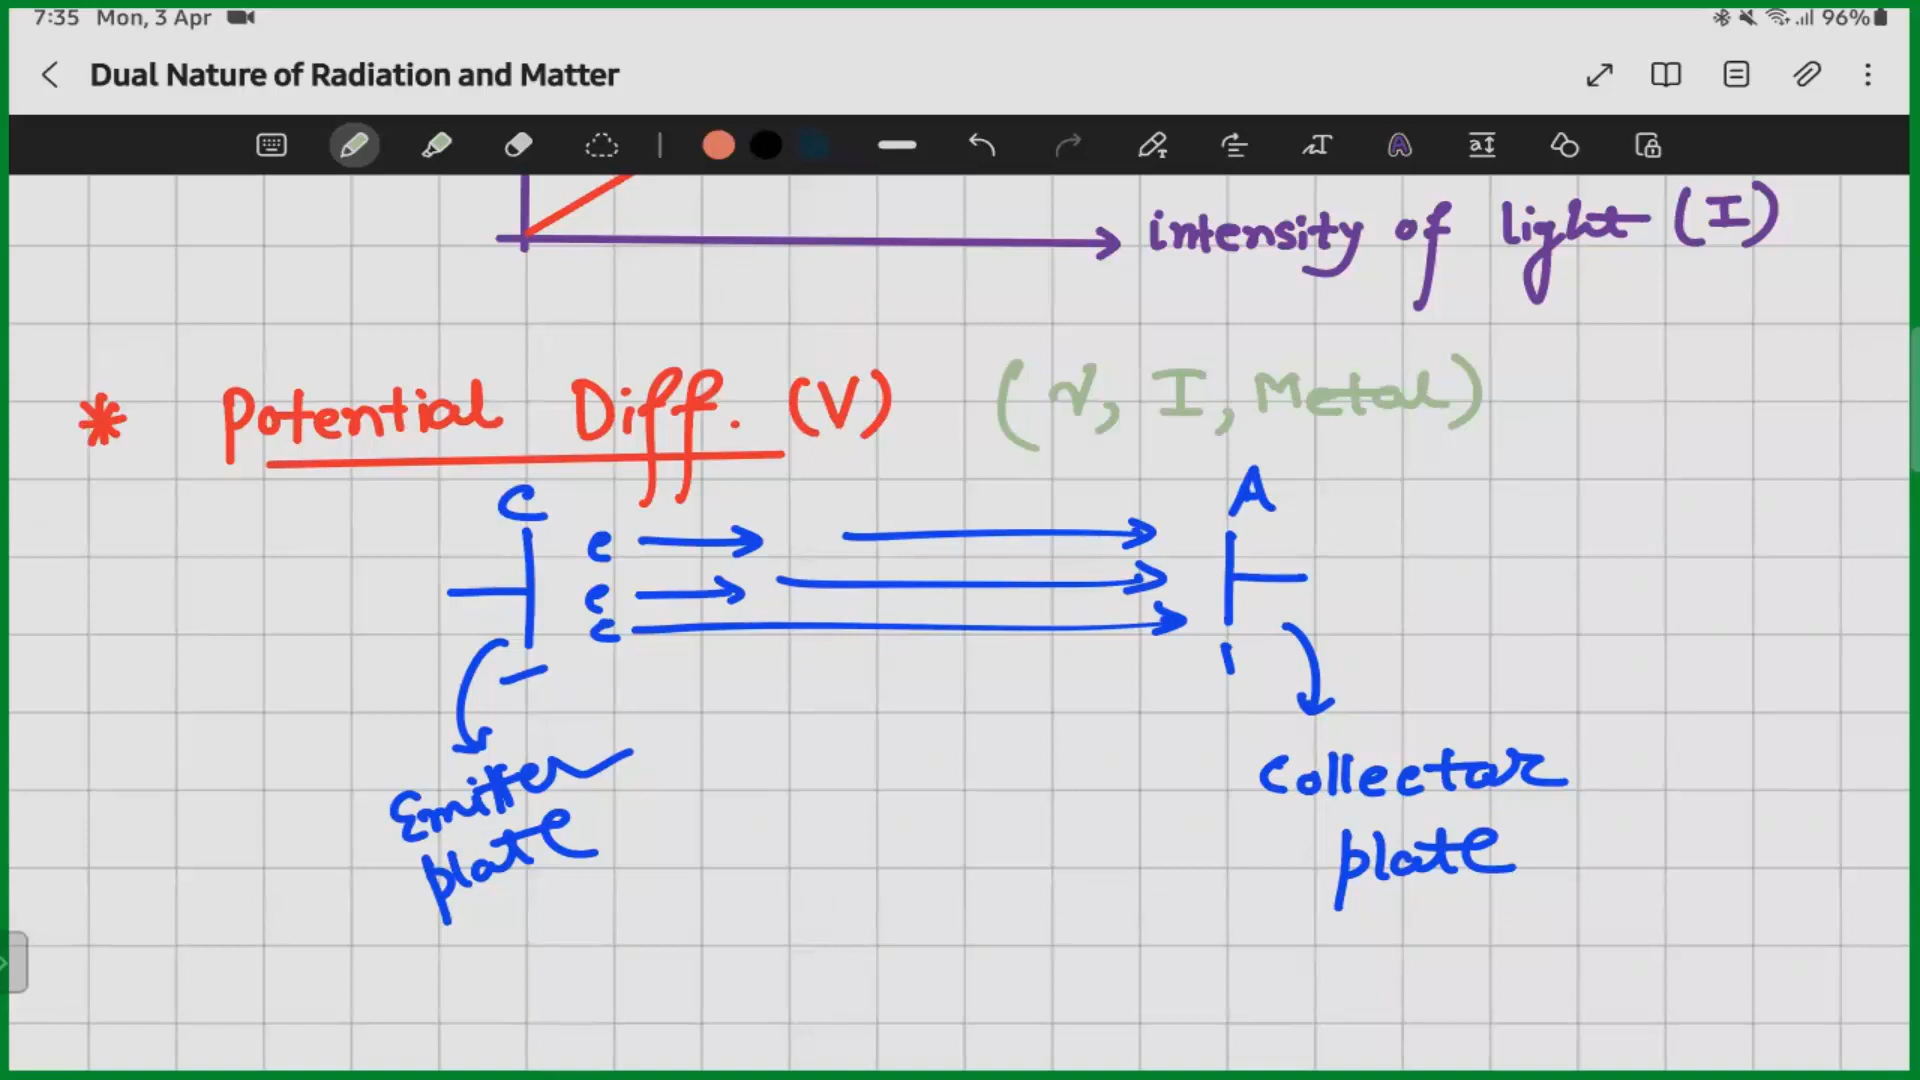 7:35 Mon, 3 Apr 96%
Dual Nature of Radiation and Matter
intensity of light (I)
* Potential Diff. (V) (ν, I, Metal)
C A
e
e
e
Emitter
plate
Collector
plate